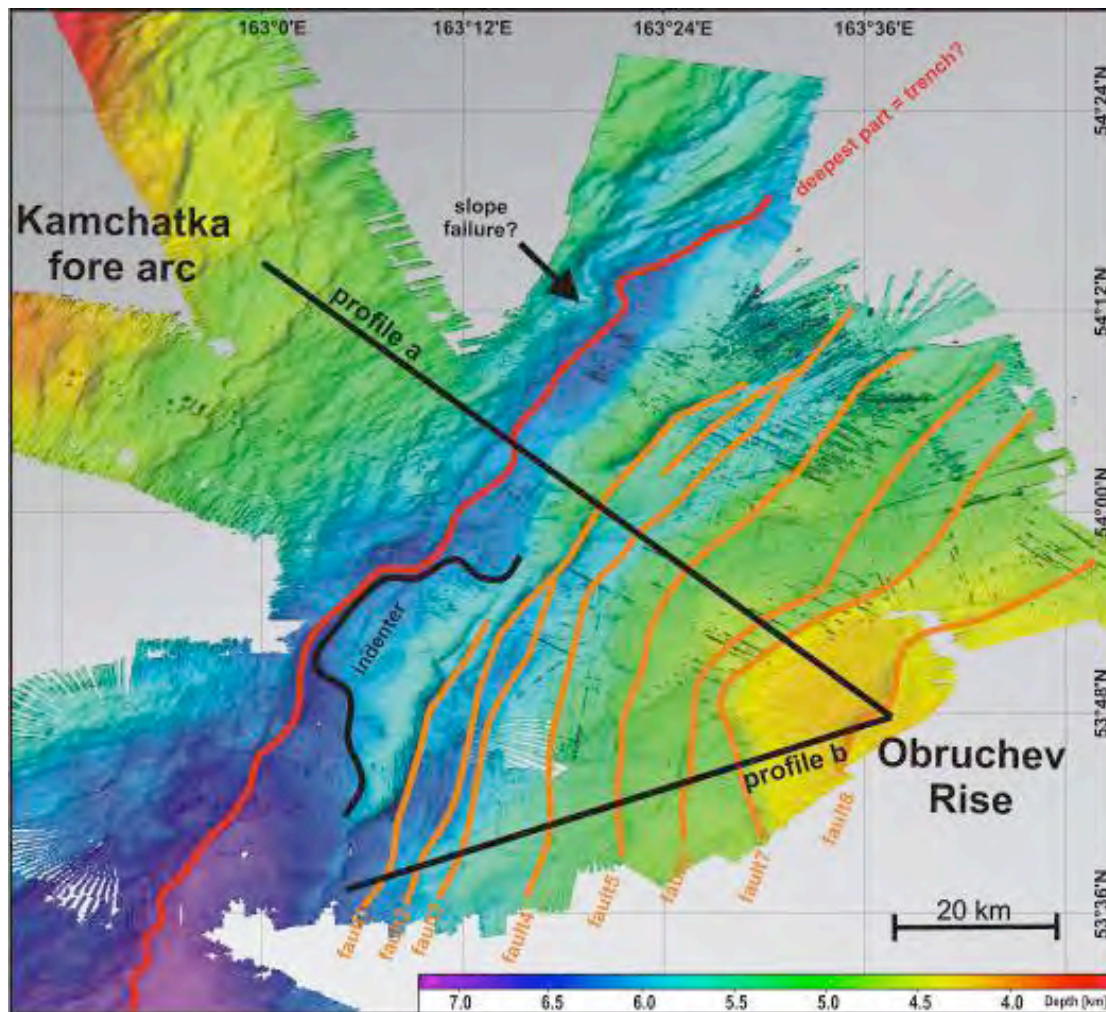 163°0'E
163°12'E
163°24'E
163°36'E
54°24'N
54°12'N
54°00'N
53°48'N
53°36'N
deepest part = trench?
slope
failure?
Kamchatka
fore arc
profile a
indenter
profile b
Obruchev
Rise
fault2
fault3
fault4
fault5
fault7
fault8
20 km
7.0
6.5
6.0
5.5
5.0
4.5
4.0
Depth [km]